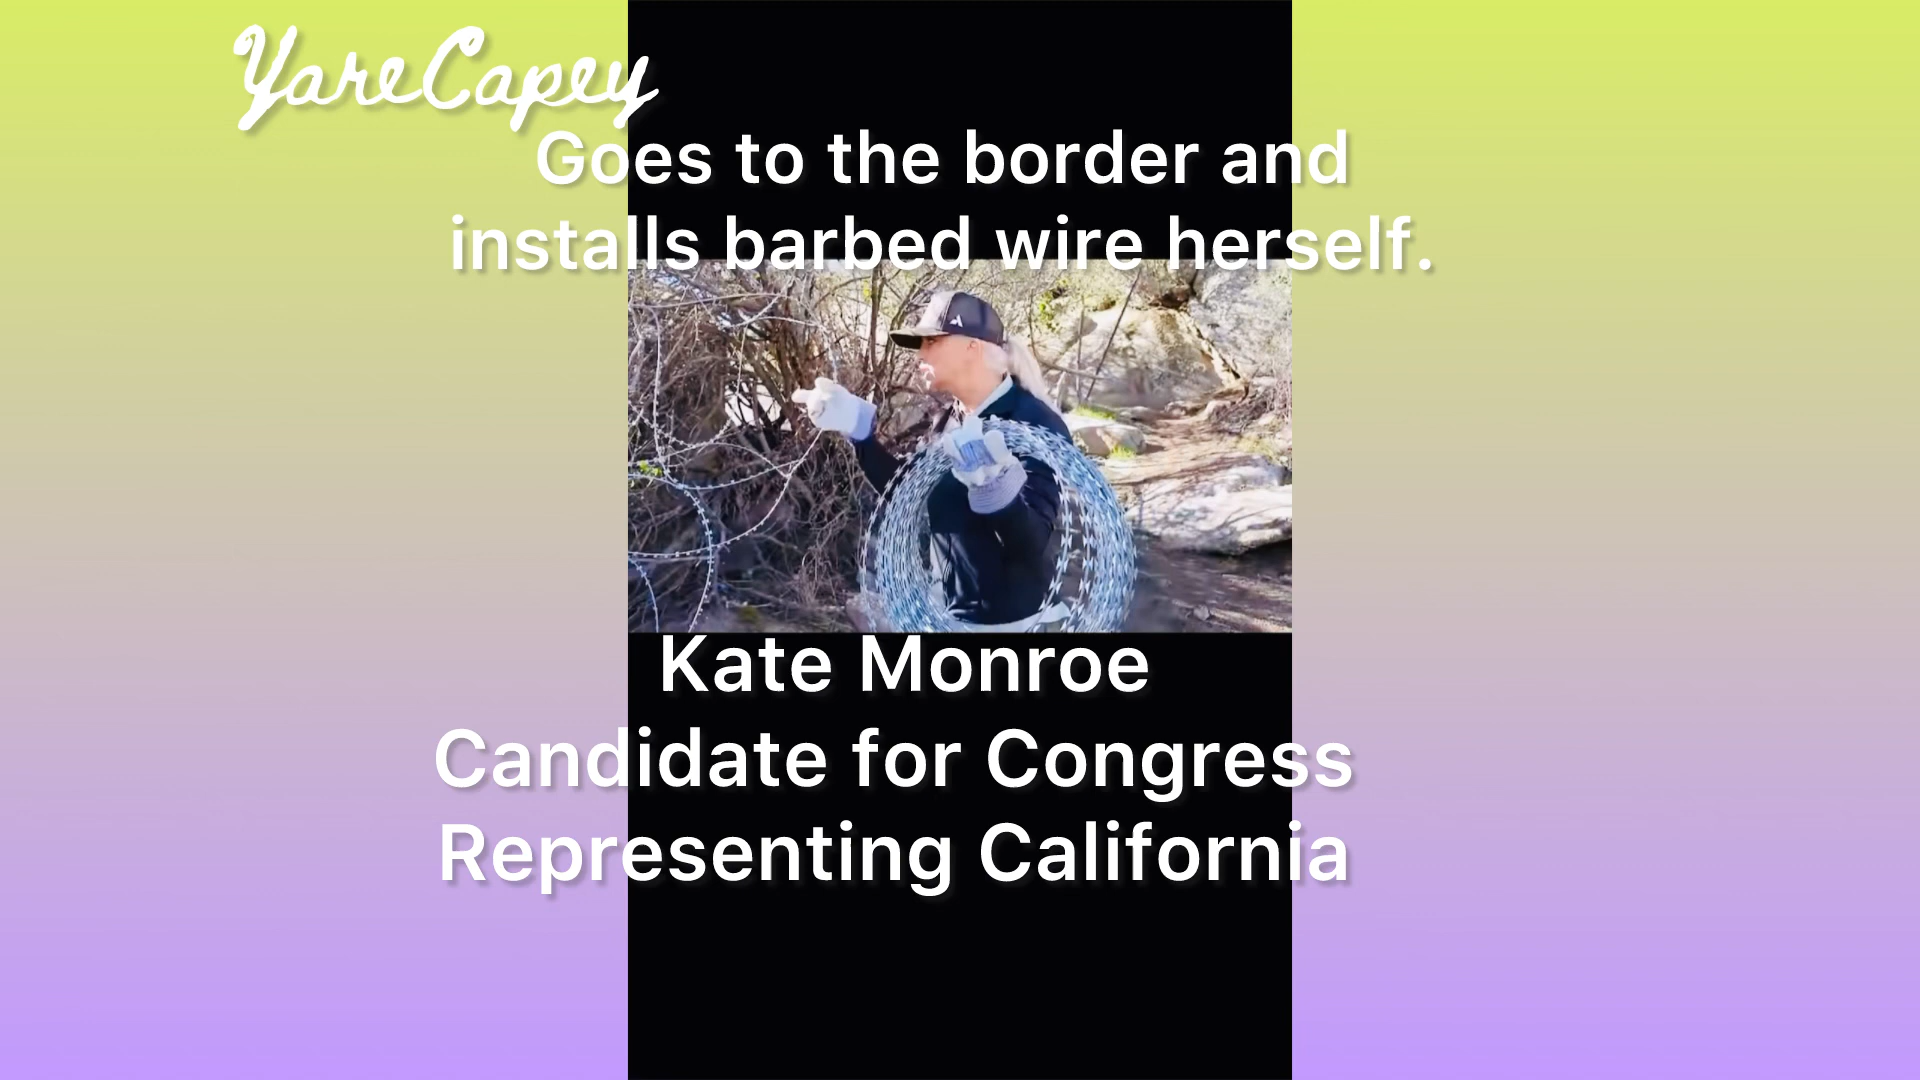 YareCapey
Goes to the border and
installs barbed wire herself.
Kate Monroe
Candidate for Congress
Representing California